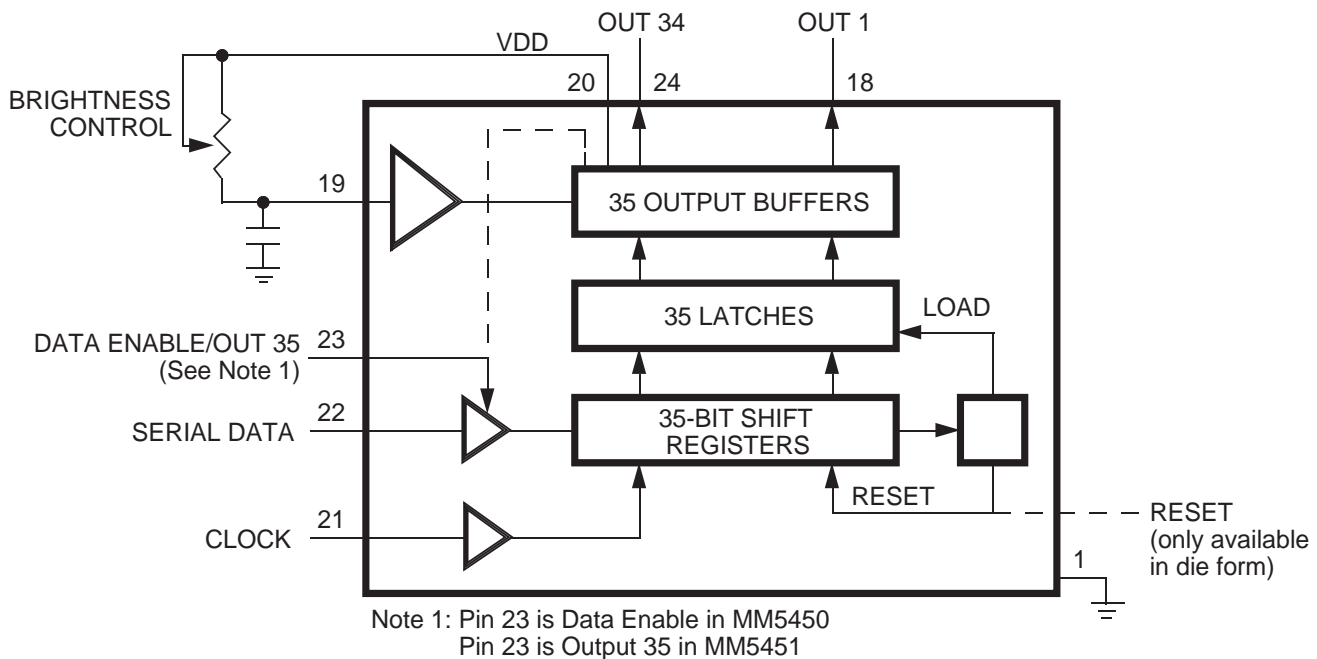 OUT 34
OUT 1
VDD
20
24
18
BRIGHTNESS
CONTROL
19
35 OUTPUT BUFFERS
35 LATCHES
LOAD
DATA ENABLE/OUT 35
(See Note 1)
23
SERIAL DATA
22
35-BIT SHIFT
REGISTERS
RESET
CLOCK
21
RESET
(only available
in die form)
1
Note 1: Pin 23 is Data Enable in MM5450
Pin 23 is Output 35 in MM5451